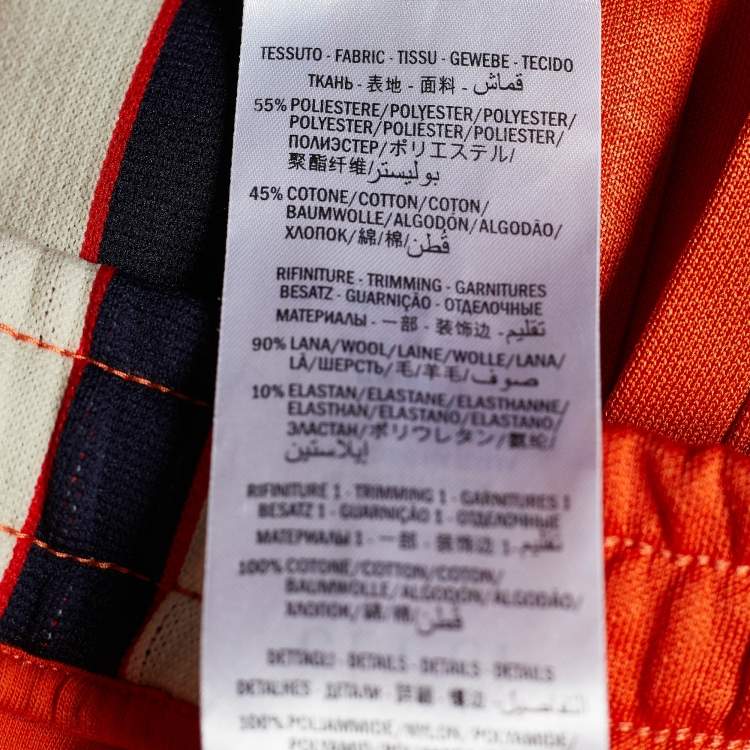 TESSUTO - FABRIC - TISSU - GEWEBE - TECIDO
ТКАНЬ - 表地 - 面料 - قماش
55% POLIESTERE/POLYESTER/POLYESTER/
POLYESTER/POLIÉSTER/POLIESTER/
ПОЛИЭСТЕР/ポリエステル/
聚酯纤维/بوليستر
45% COTONE/COTTON/COTON/
BAUMWOLLE/ALGODÓN/ALGODÃO/
ХЛОПОК/綿/棉/قطن
RIFINITURE - TRIMMING - GARNITURES
BESATZ - GUARNIÇÃO - ОТДЕЛОЧНЫЕ
МАТЕРИАЛЫ - 一部 - 装饰边 - تقليم
90% LANA/WOOL/LAINE/WOLLE/LANA/
LÃ/ШЕРСТЬ/毛/羊毛/صوف
10% ELASTAN/ELASTANE/ELASTHANNE/
ELASTHAN/ELASTANO/ELASTANO/
ЭЛАСТАН/ポリウレタン/氨纶/
إيلاستين
RIFINITURE 1 - TRIMMING 1 - GARNITURES 1
BESATZ 1 - GUARNIÇÃO 1 - ОТДЕЛОЧНЫЕ
МАТЕРИАЛЫ 1 - 一部 - 装饰边 1 - تقليم
100% COTONE/COTTON/COTON/
BAUMWOLLE/ALGODÓN/ALGODÃO/
ХЛОПОК/綿/棉/قطن
DETTAGLI - DETAILS - DETAILS - DETAILS
DETALHES - ДЕТАЛИ - 詳細 -
100%